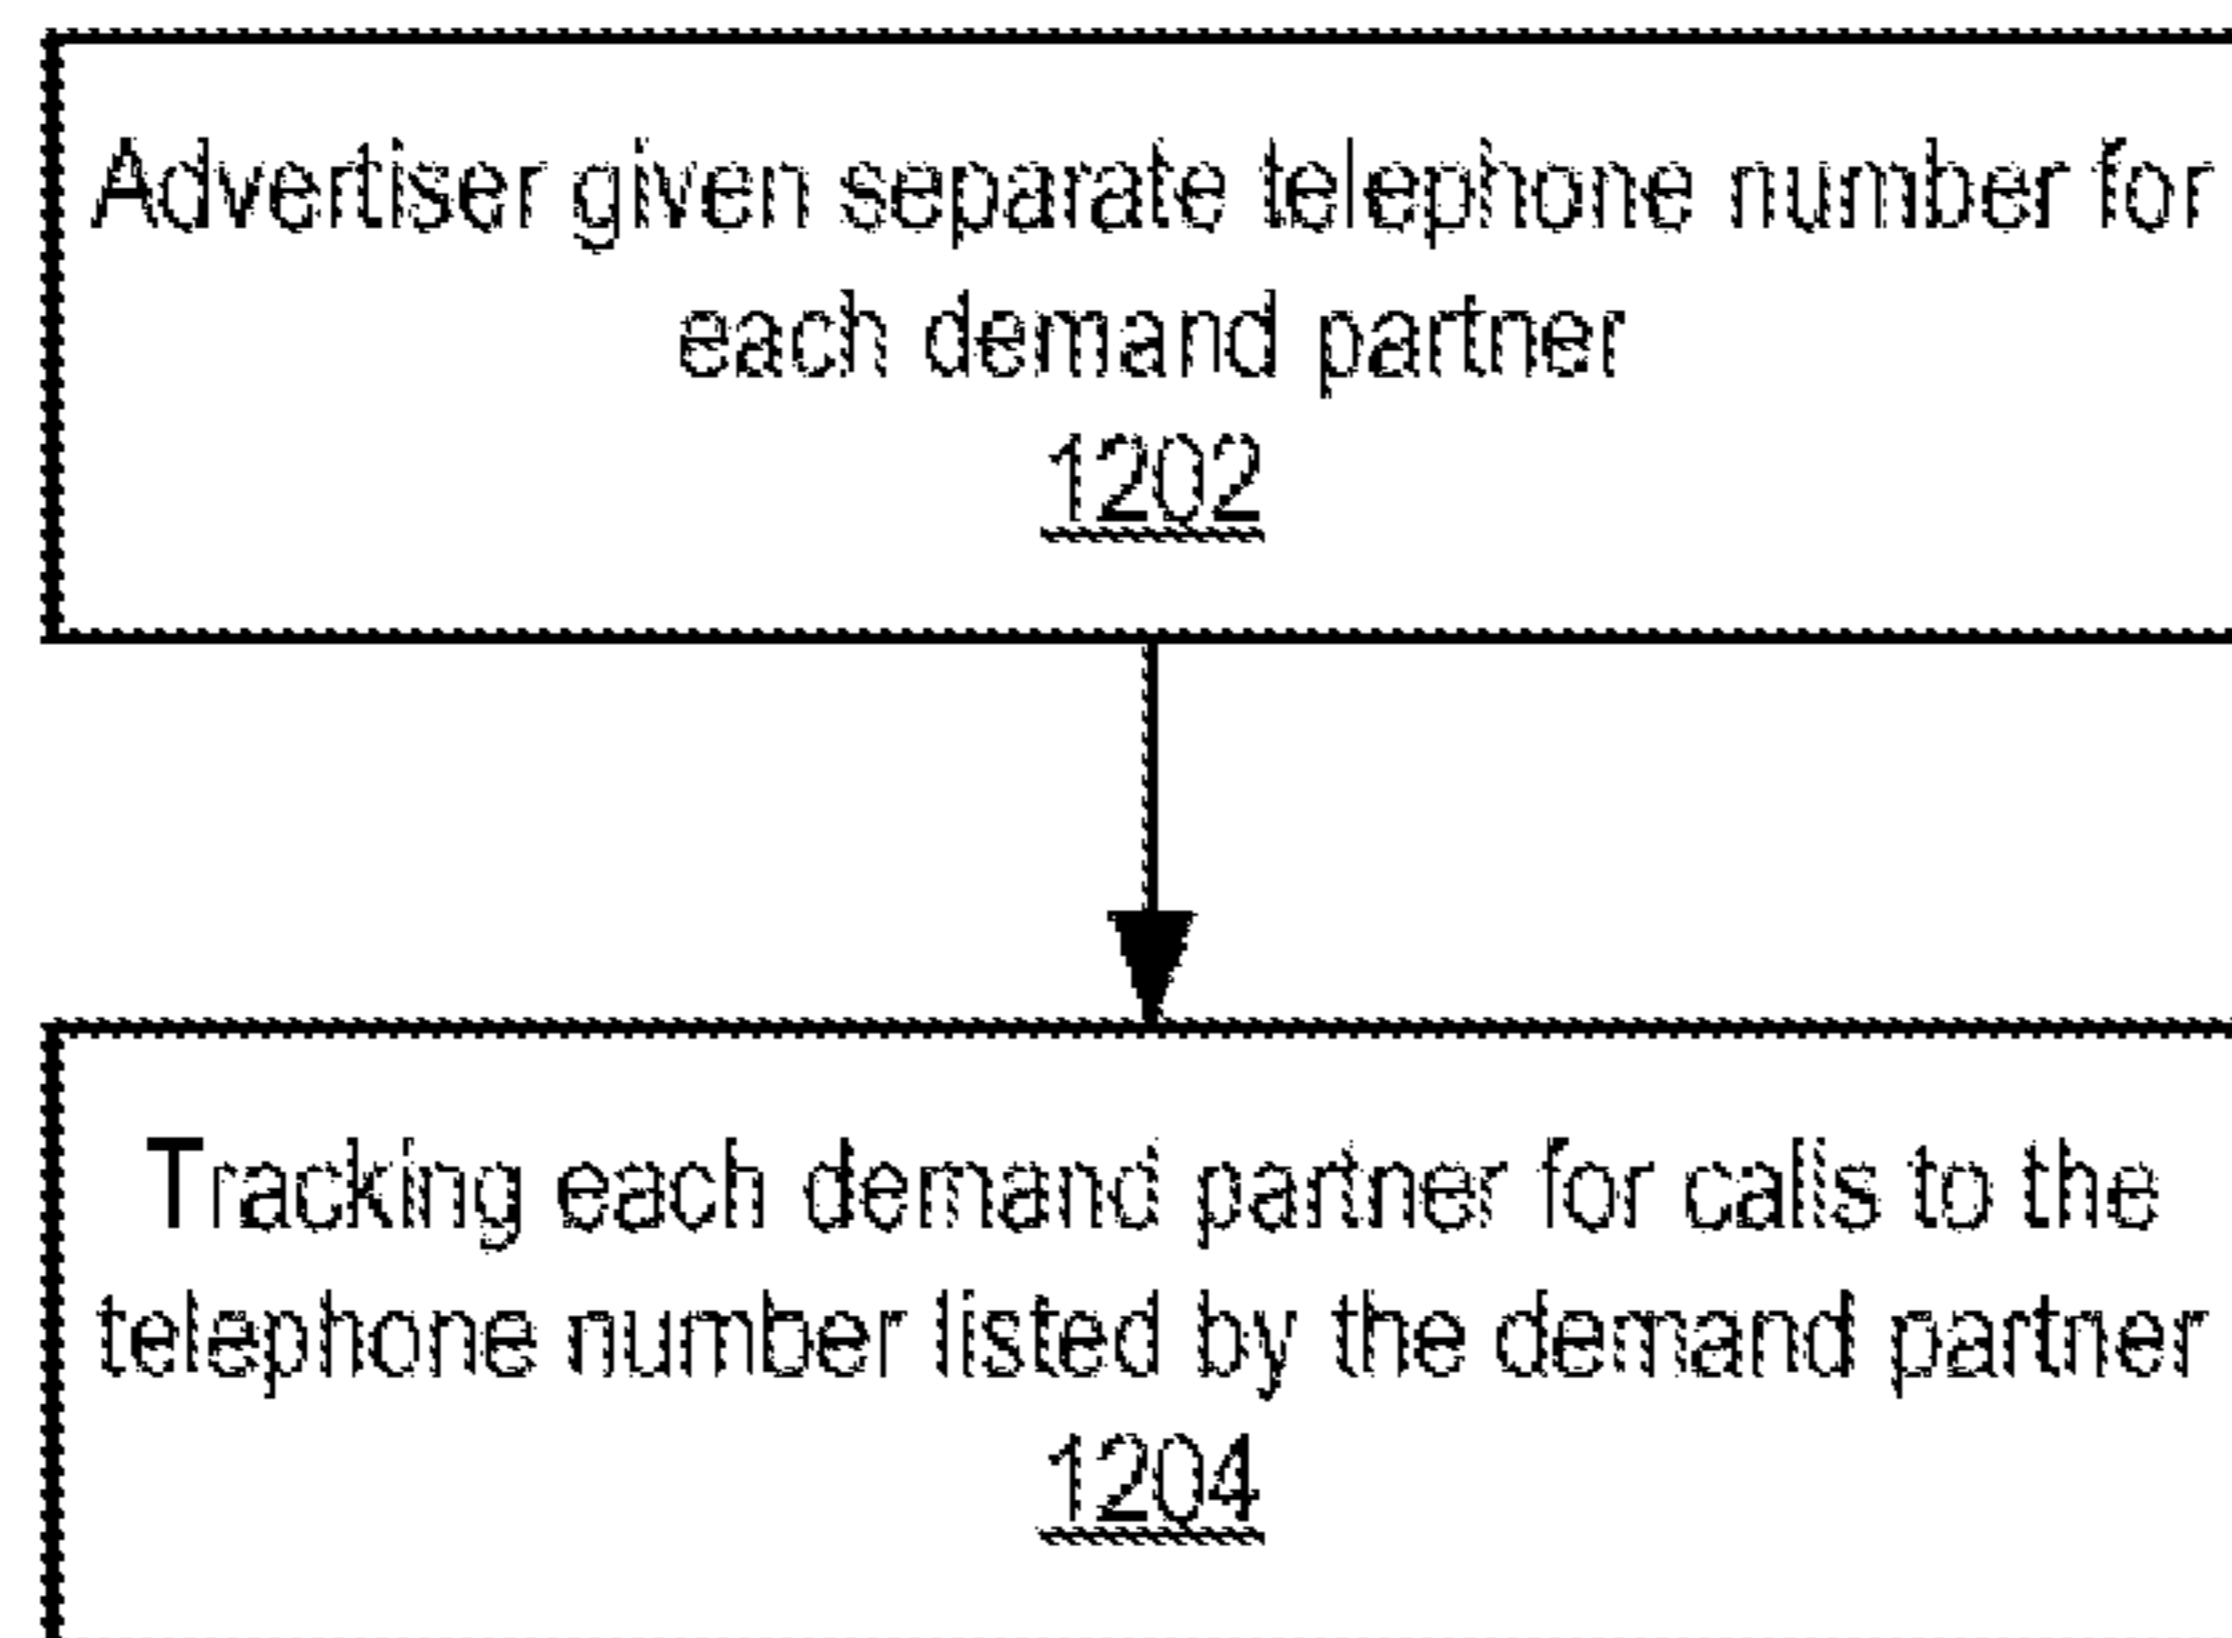 Advertiser given separate telephone number for
each demand partner
1202
Tracking each demand partner for calls to the
telephone number listed by the demand partner
1204